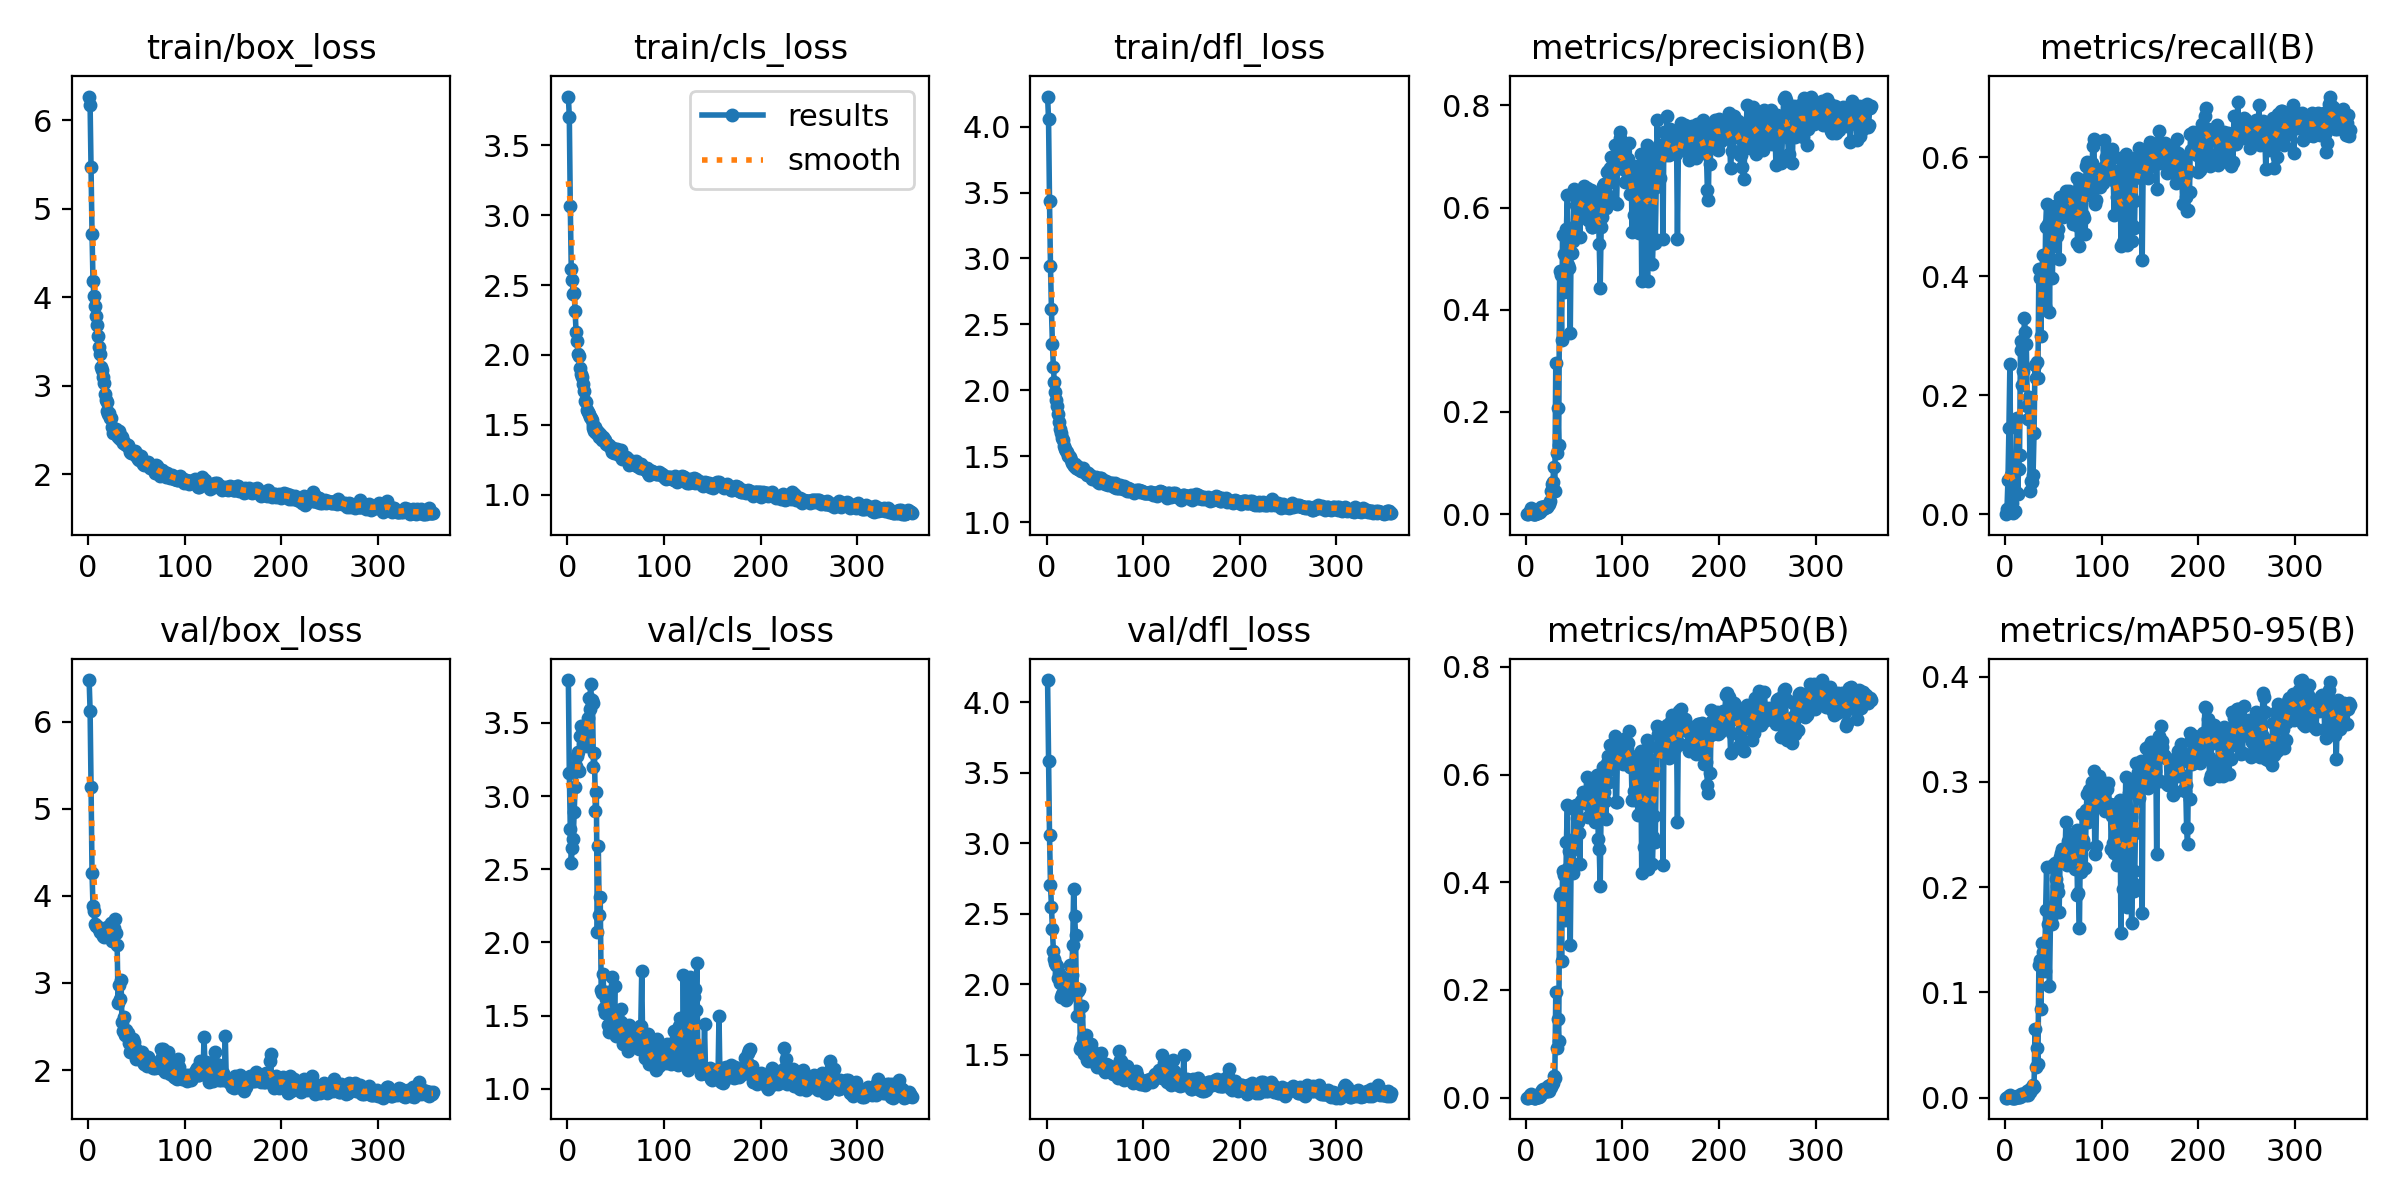 train/box_loss
6
5
4
3
2
0 100 200 300
train/cls_loss
results
smooth
3.5
3.0
2.5
2.0
1.5
1.0
0 100 200 300
train/dfl_loss
4.0
3.5
3.0
2.5
2.0
1.5
1.0
0 100 200 300
metrics/precision(B)
0.8
0.6
0.4
0.2
0.0
0 100 200 300
metrics/recall(B)
0.6
0.4
0.2
0.0
0 100 200 300
val/box_loss
6
5
4
3
2
0 100 200 300
val/cls_loss
3.5
3.0
2.5
2.0
1.5
1.0
0 100 200 300
val/dfl_loss
4.0
3.5
3.0
2.5
2.0
1.5
0 100 200 300
metrics/mAP50(B)
0.8
0.6
0.4
0.2
0.0
0 100 200 300
metrics/mAP50-95(B)
0.4
0.3
0.2
0.1
0.0
0 100 200 300